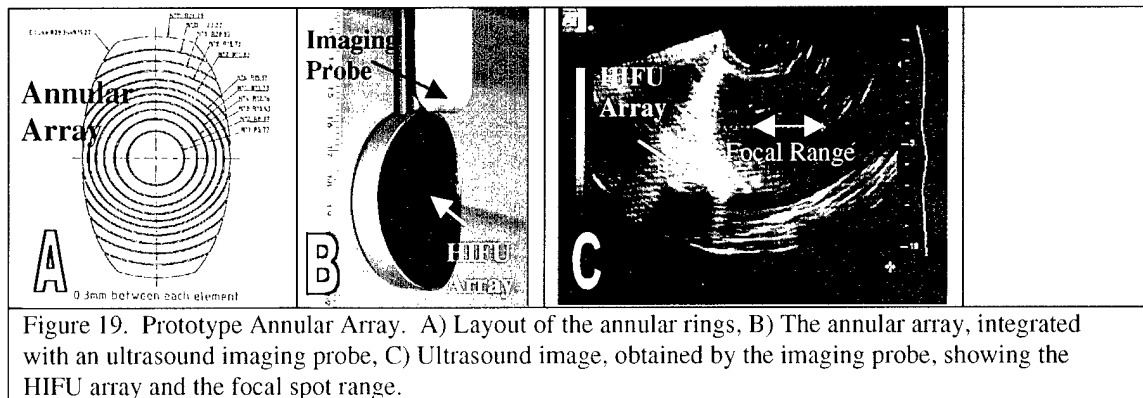 Annular
Array
A
0.3mm between each element
Imaging
Probe
HIFU
Array
B
HIFU
Array
Focal Range
C
Figure 19. Prototype Annular Array. A) Layout of the annular rings, B) The annular array, integrated
with an ultrasound imaging probe, C) Ultrasound image, obtained by the imaging probe, showing the
HIFU array and the focal spot range.